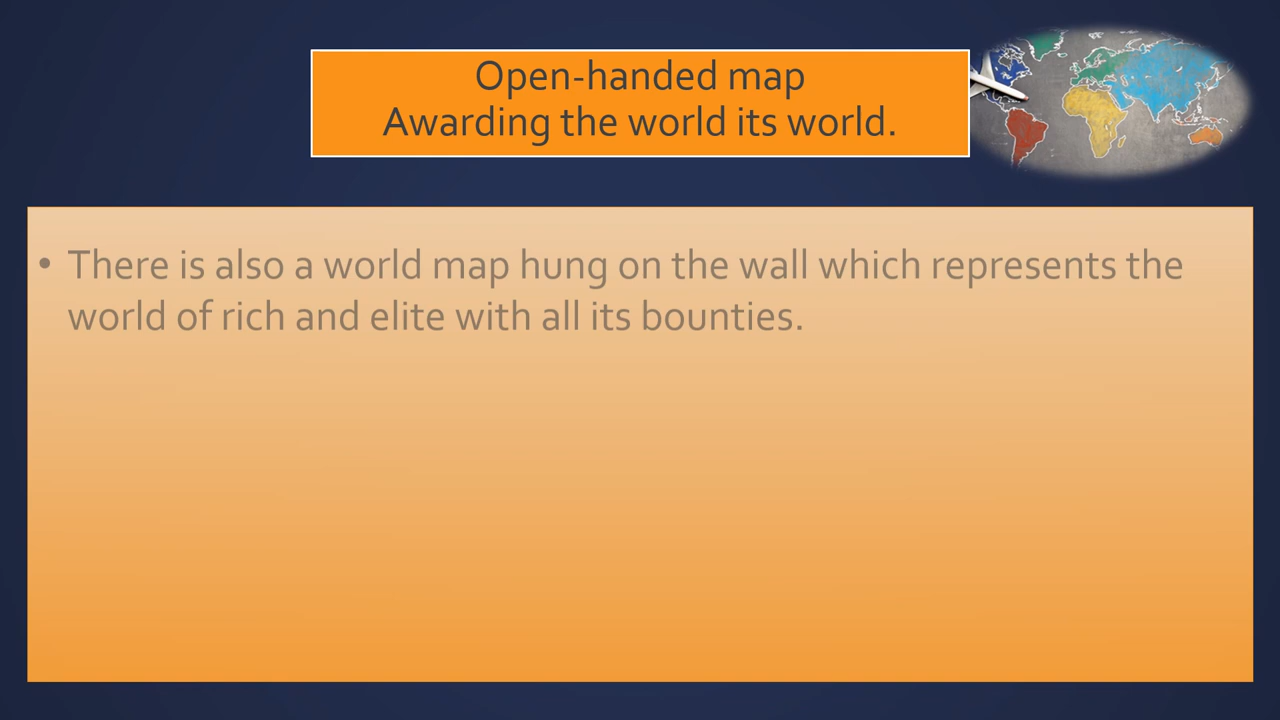 Open-handed map
Awarding the world its world.
• There is also a world map hung on the wall which represents the
world of rich and elite with all its bounties.